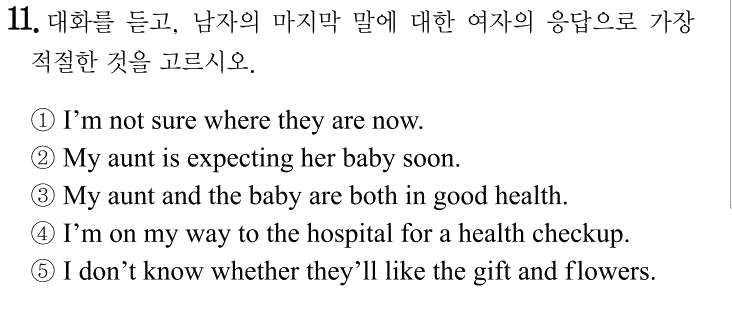 11. 대화를 듣고, 남자의 마지막 말에 대한 여자의 응답으로 가장
적절한 것을 고르시오.
① I’m not sure where they are now.
② My aunt is expecting her baby soon.
③ My aunt and the baby are both in good health.
④ I’m on my way to the hospital for a health checkup.
⑤ I don’t know whether they’ll like the gift and flowers.